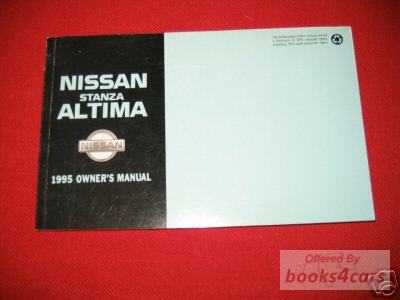 NISSAN
STANZA
ALTIMA
NISSAN
1995 OWNER'S MANUAL
Offered By
books4cars